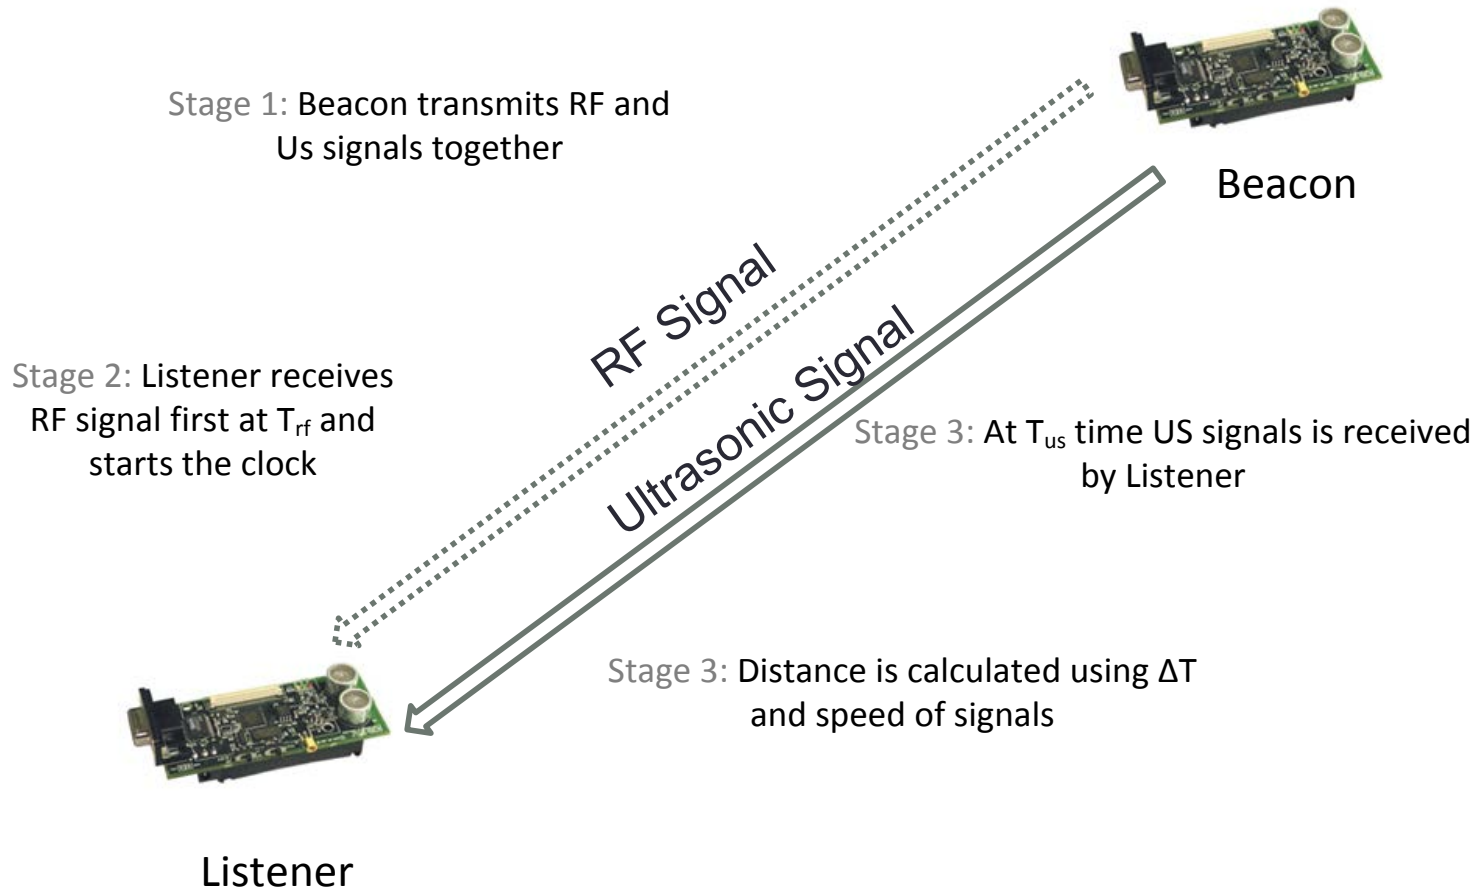 Stage 1: Beacon transmits RF and
Us signals together
Beacon
RF Signal
Ultrasonic Signal
Stage 2: Listener receives
RF signal first at Trf and
starts the clock
Stage 3: At Tus time US signals is received
by Listener
Stage 3: Distance is calculated using ΔT
and speed of signals
Listener